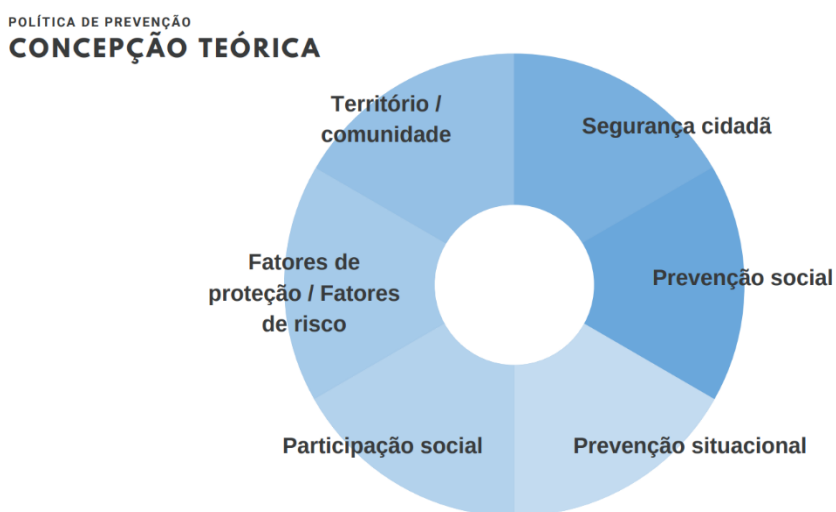 POLÍTICA DE PREVENÇÃO
CONCEPÇÃO TEÓRICA
Território /
comunidade
Segurança cidadã
Fatores de
proteção / Fatores
de risco
Prevenção social
Participação social
Prevenção situacional